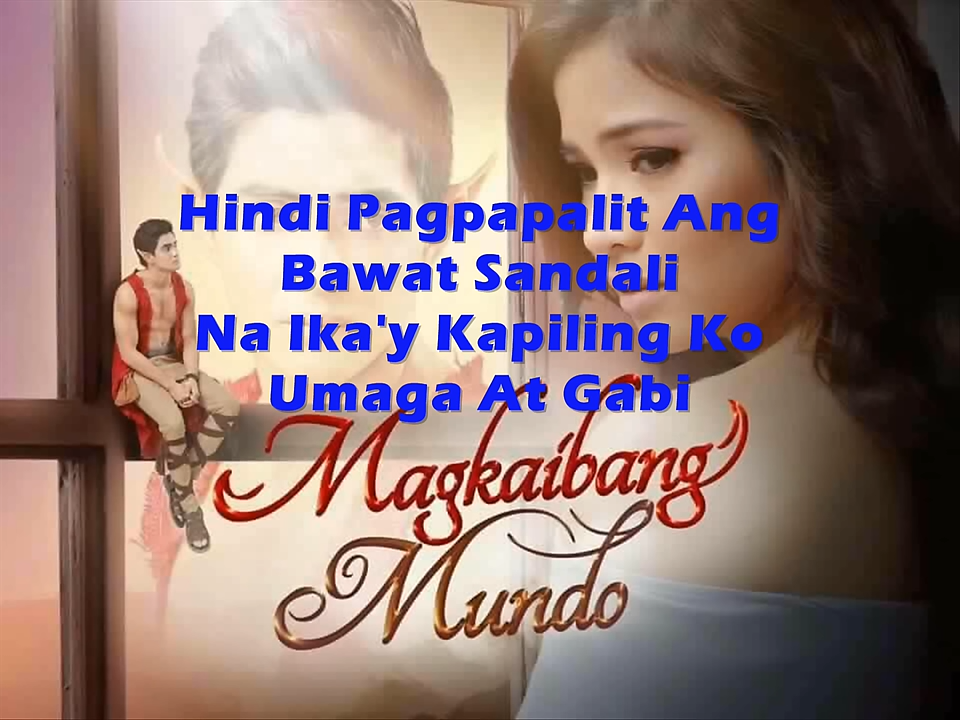 Hindi Pagpapalit Ang
Bawat Sandali
Na Ika'y Kapiling Ko
Umaga At Gabi
Magkaibang
Mundo